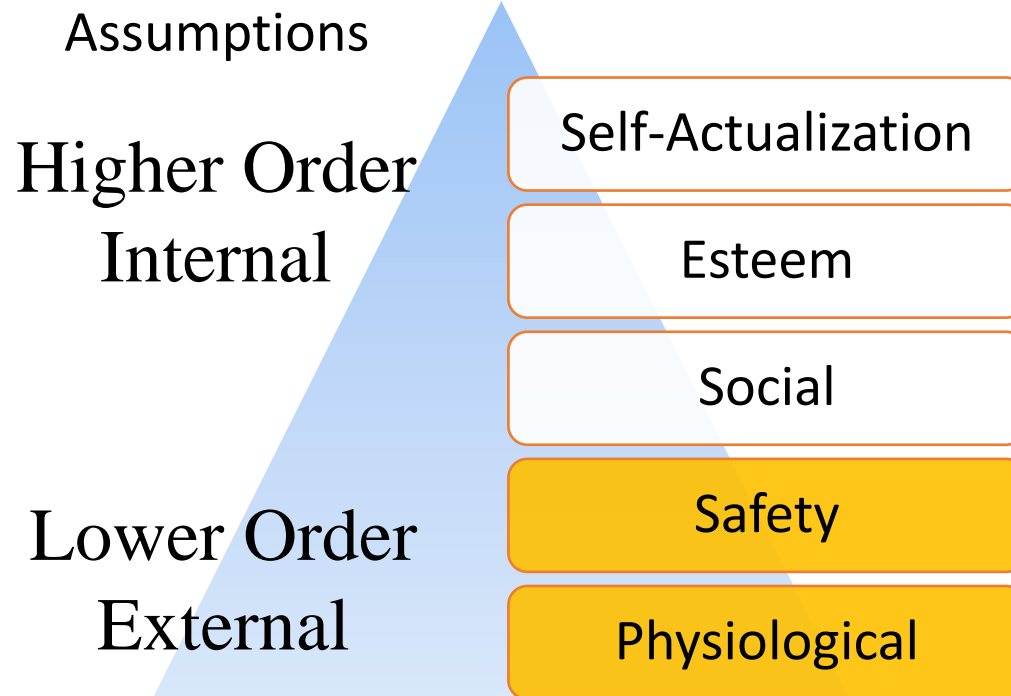 Assumptions
Higher Order
Internal
Lower Order
External
Self-Actualization
Esteem
Social
Safety
Physiological